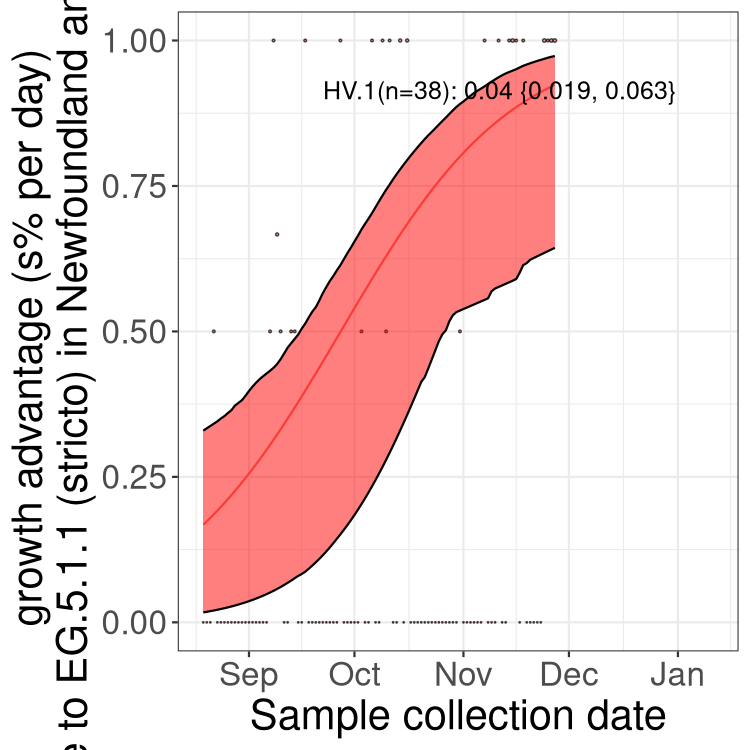 growth advantage (s% per day)
to EG.5.1.1 (stricto) in Newfoundland
1.00
0.75
0.50
0.25
0.00
HV.1(n=38): 0.04 {0.019, 0.063}
Sep Oct Nov Dec Jan
Sample collection date